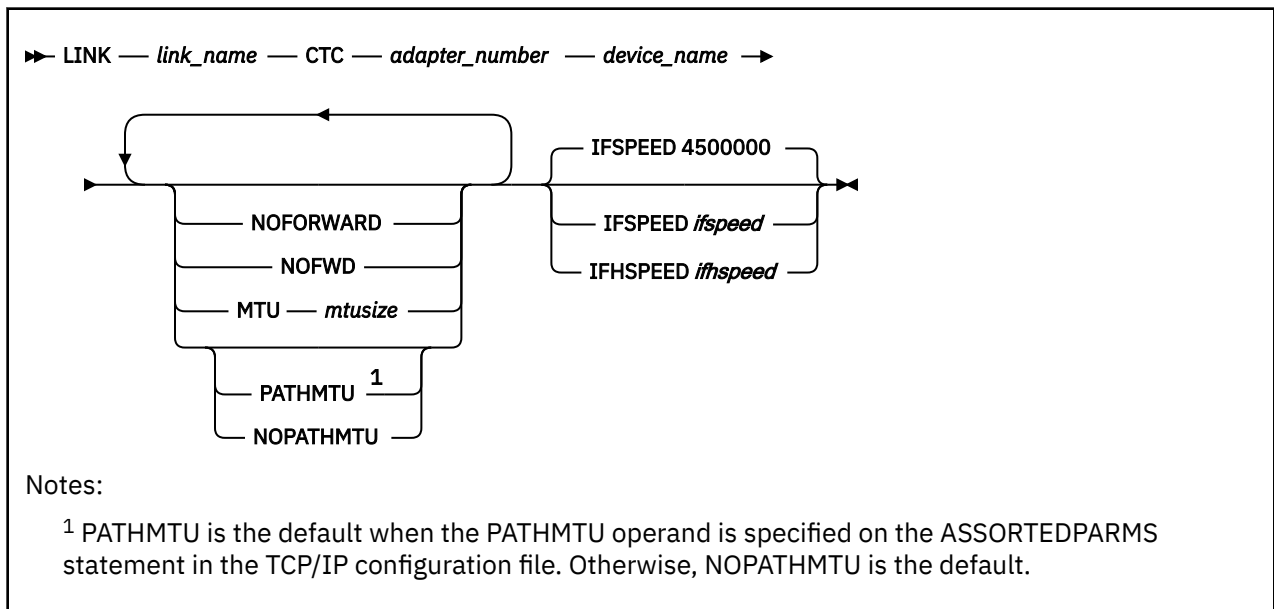 LINK link_name CTC adapter_number device_name
IFSPEED 4500000
NOFORWARD
IFSPEED ifspeed
NOFWD
IFHSPEED ifhspeed
MTU mtusize
PATHMTU 1
NOPATHMTU
Notes:
1 PATHMTU is the default when the PATHMTU operand is specified on the ASSORTEDPARMS
statement in the TCP/IP configuration file. Otherwise, NOPATHMTU is the default.